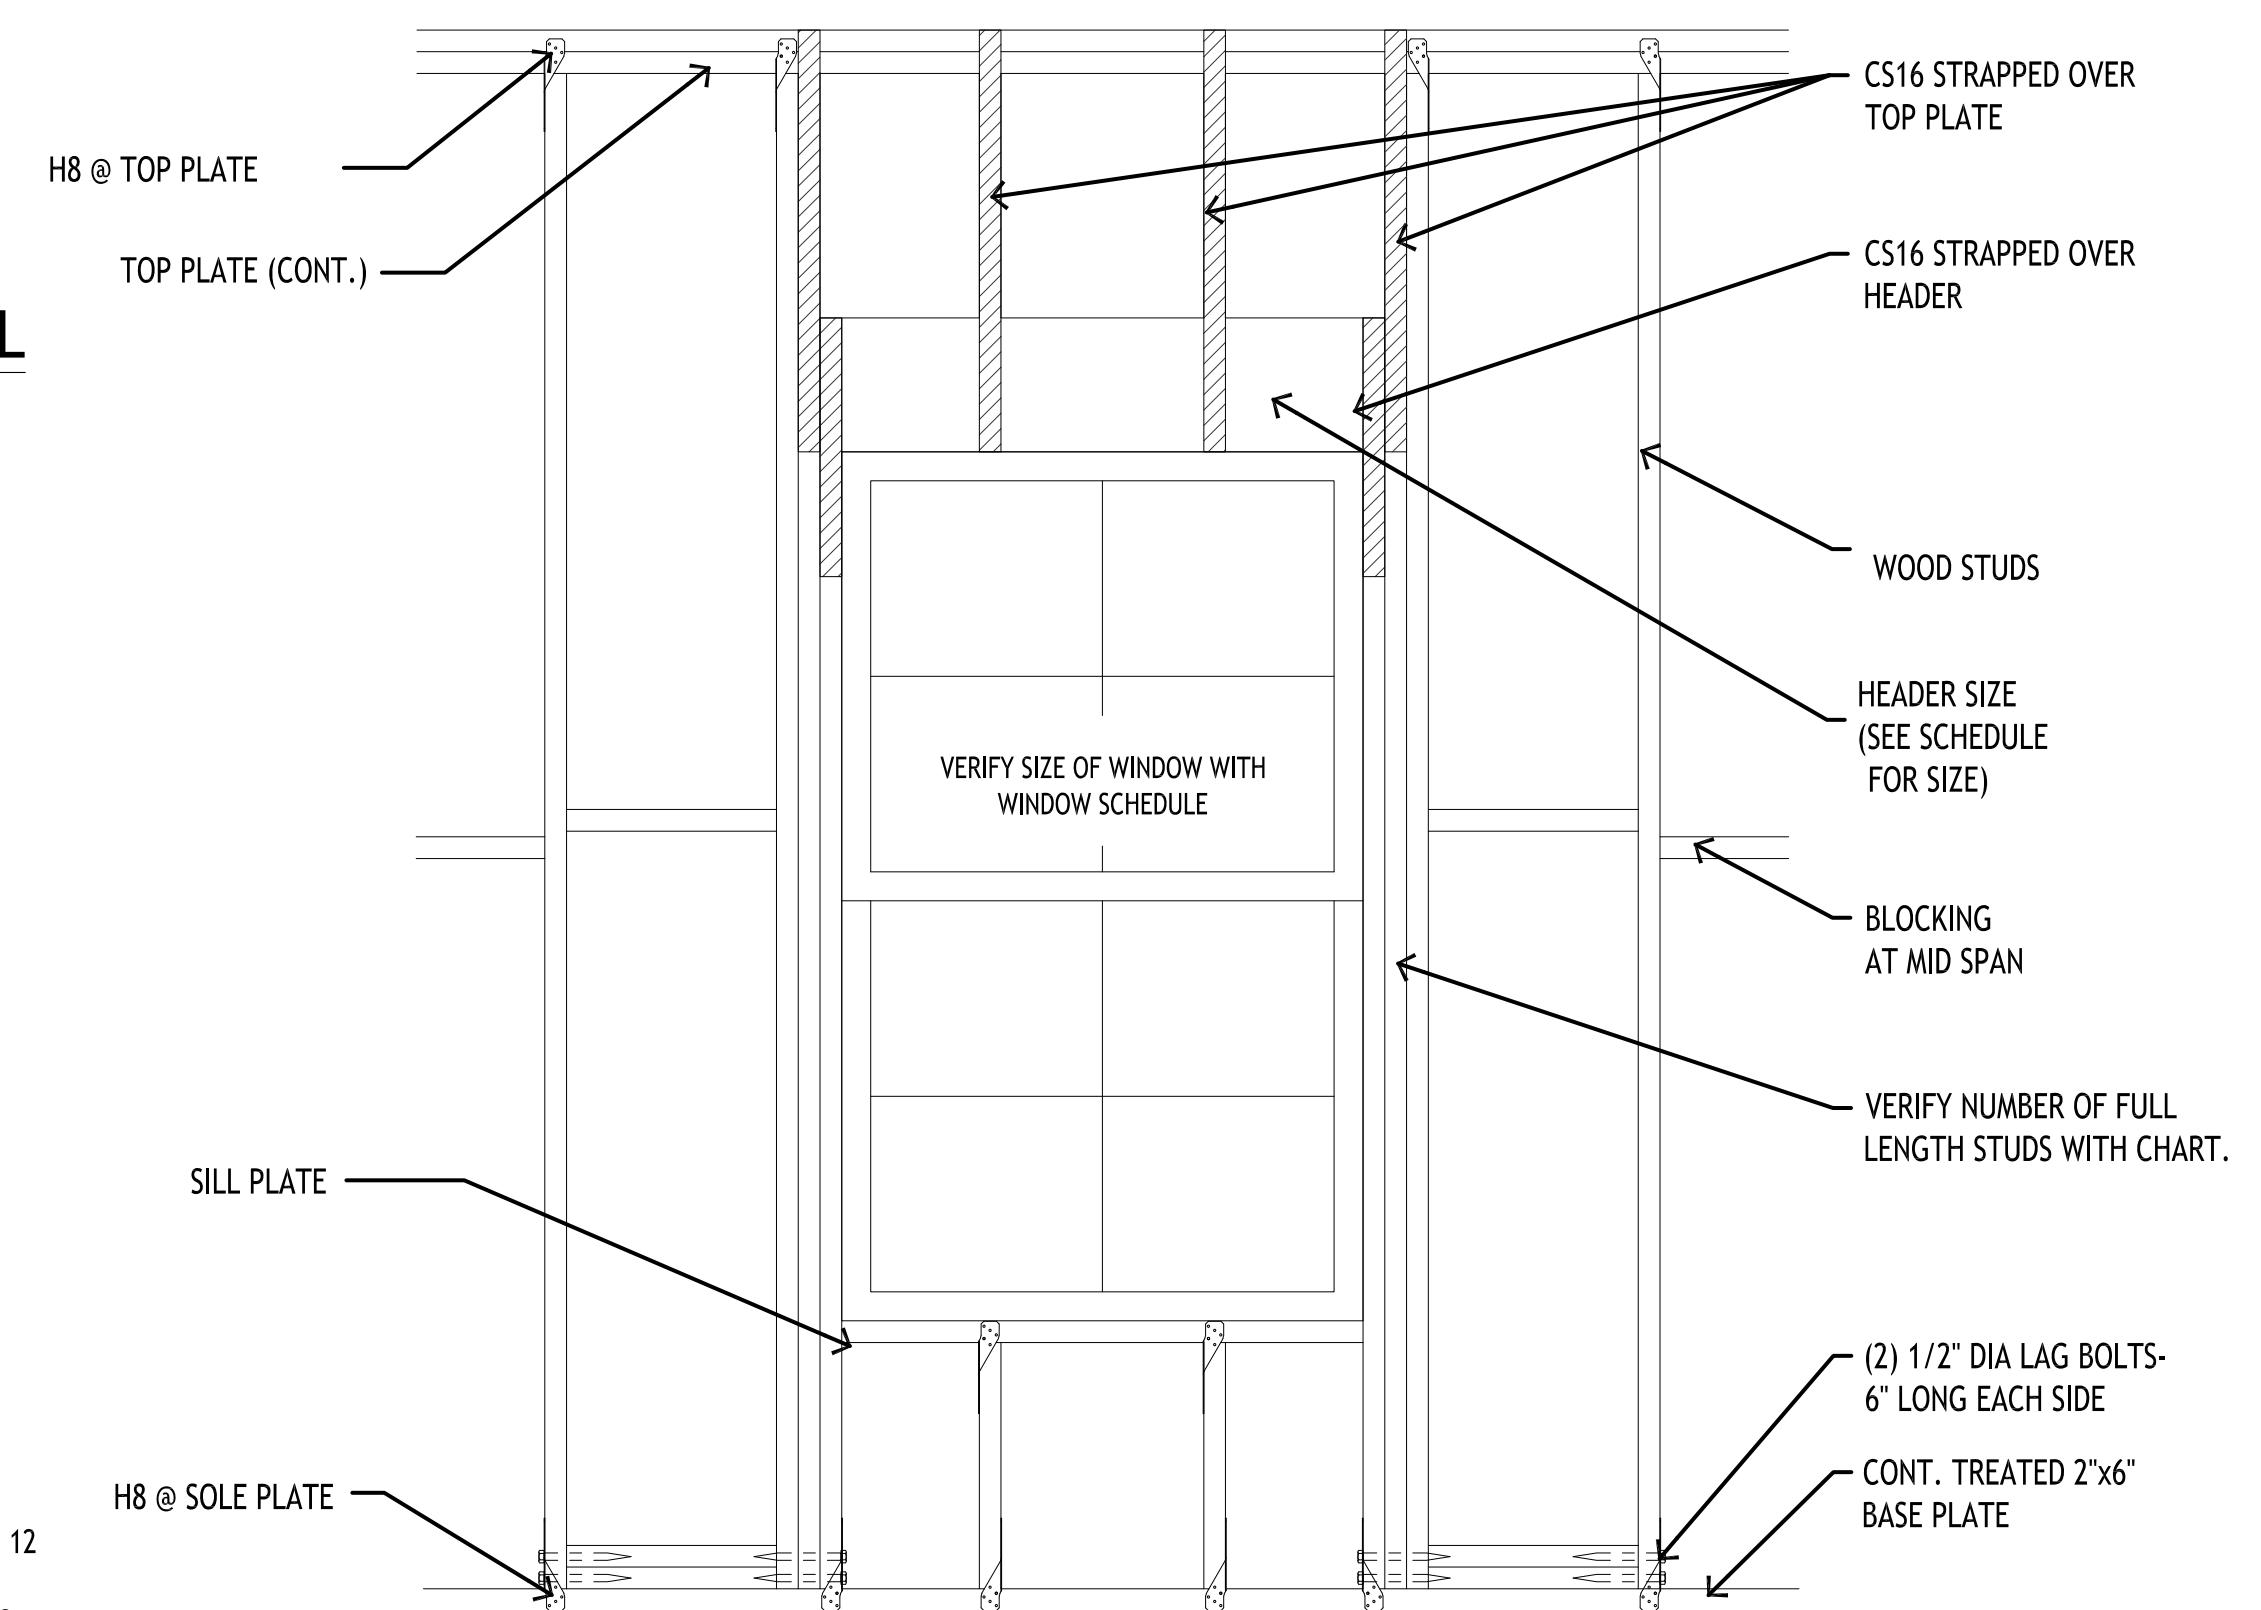 H8 @ TOP PLATE
TOP PLATE (CONT.)
L
CS16 STRAPPED OVER
TOP PLATE
CS16 STRAPPED OVER
HEADER
WOOD STUDS
HEADER SIZE
(SEE SCHEDULE
FOR SIZE)
VERIFY SIZE OF WINDOW WITH
WINDOW SCHEDULE
BLOCKING
AT MID SPAN
VERIFY NUMBER OF FULL
LENGTH STUDS WITH CHART.
SILL PLATE
(2) 1/2" DIA LAG BOLTS-
6" LONG EACH SIDE
CONT. TREATED 2"x6"
BASE PLATE
H8 @ SOLE PLATE
12